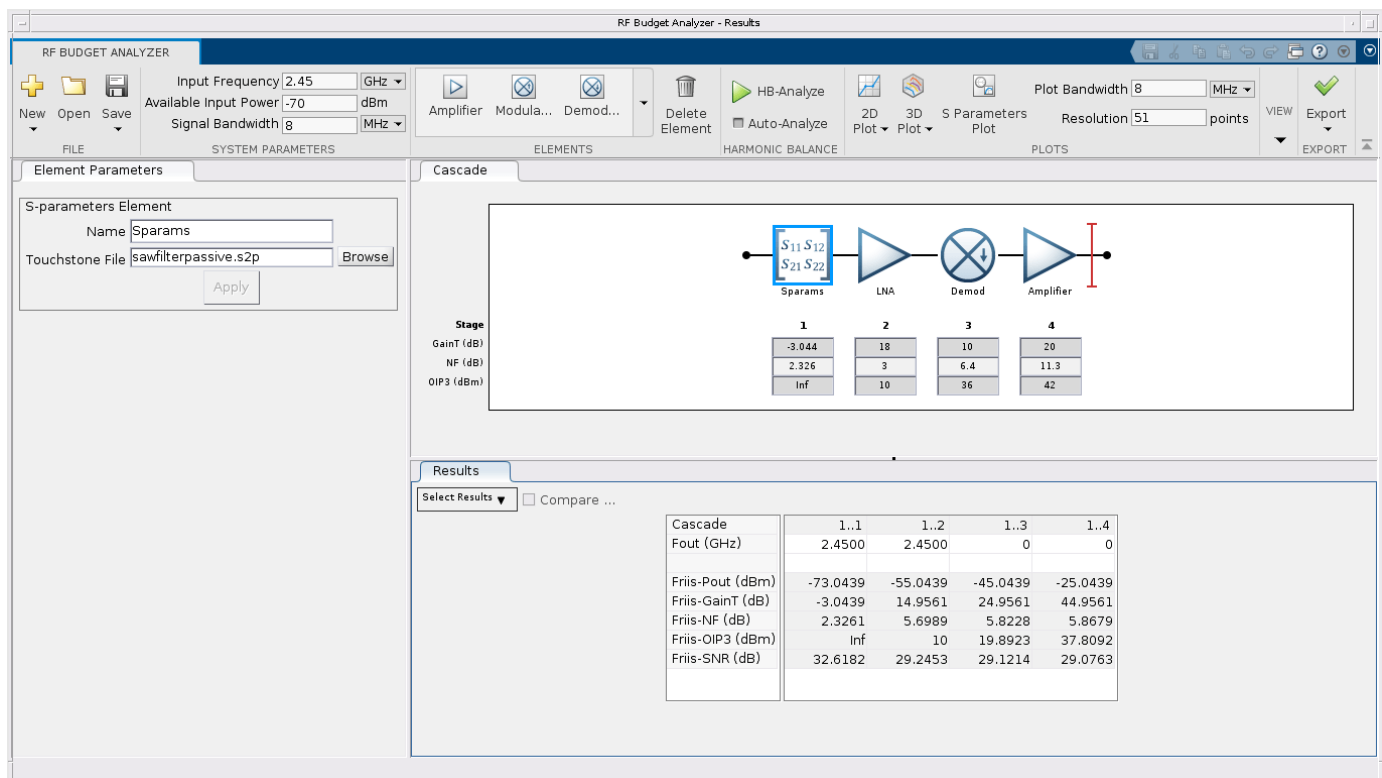 RF Budget Analyzer - Results
RF BUDGET ANALYZER
New Open Save
FILE
Input Frequency 2.45 GHz
Available Input Power -70 dBm
Signal Bandwidth 8 MHz
SYSTEM PARAMETERS
Amplifier Modula... Demod...
ELEMENTS
Delete
Element
HB-Analyze
Auto-Analyze
HARMONIC BALANCE
2D
Plot
3D
Plot
S Parameters
Plot
Plot Bandwidth 8 MHz
Resolution 51 points
PLOTS
VIEW
Export
EXPORT
Element Parameters
S-parameters Element
Name Sparams
Touchstone File sawfilterpassive.s2p Browse
Apply
Cascade
S11 S12
S21 S22
Sparams LNA Demod Amplifier
Stage 1 2 3 4
GainT (dB) -3.044 18 10 20
NF (dB) 2.326 3 6.4 11.3
OIP3 (dBm) Inf 10 36 42
Results
Select Results Compare ...
Cascade 1..1 1..2 1..3 1..4
Fout (GHz) 2.4500 2.4500 0 0
Friis-Pout (dBm) -73.0439 -55.0439 -45.0439 -25.0439
Friis-GainT (dB) -3.0439 14.9561 24.9561 44.9561
Friis-NF (dB) 2.3261 5.6989 5.8228 5.8679
Friis-OIP3 (dBm) Inf 10 19.8923 37.8092
Friis-SNR (dB) 32.6182 29.2453 29.1214 29.0763